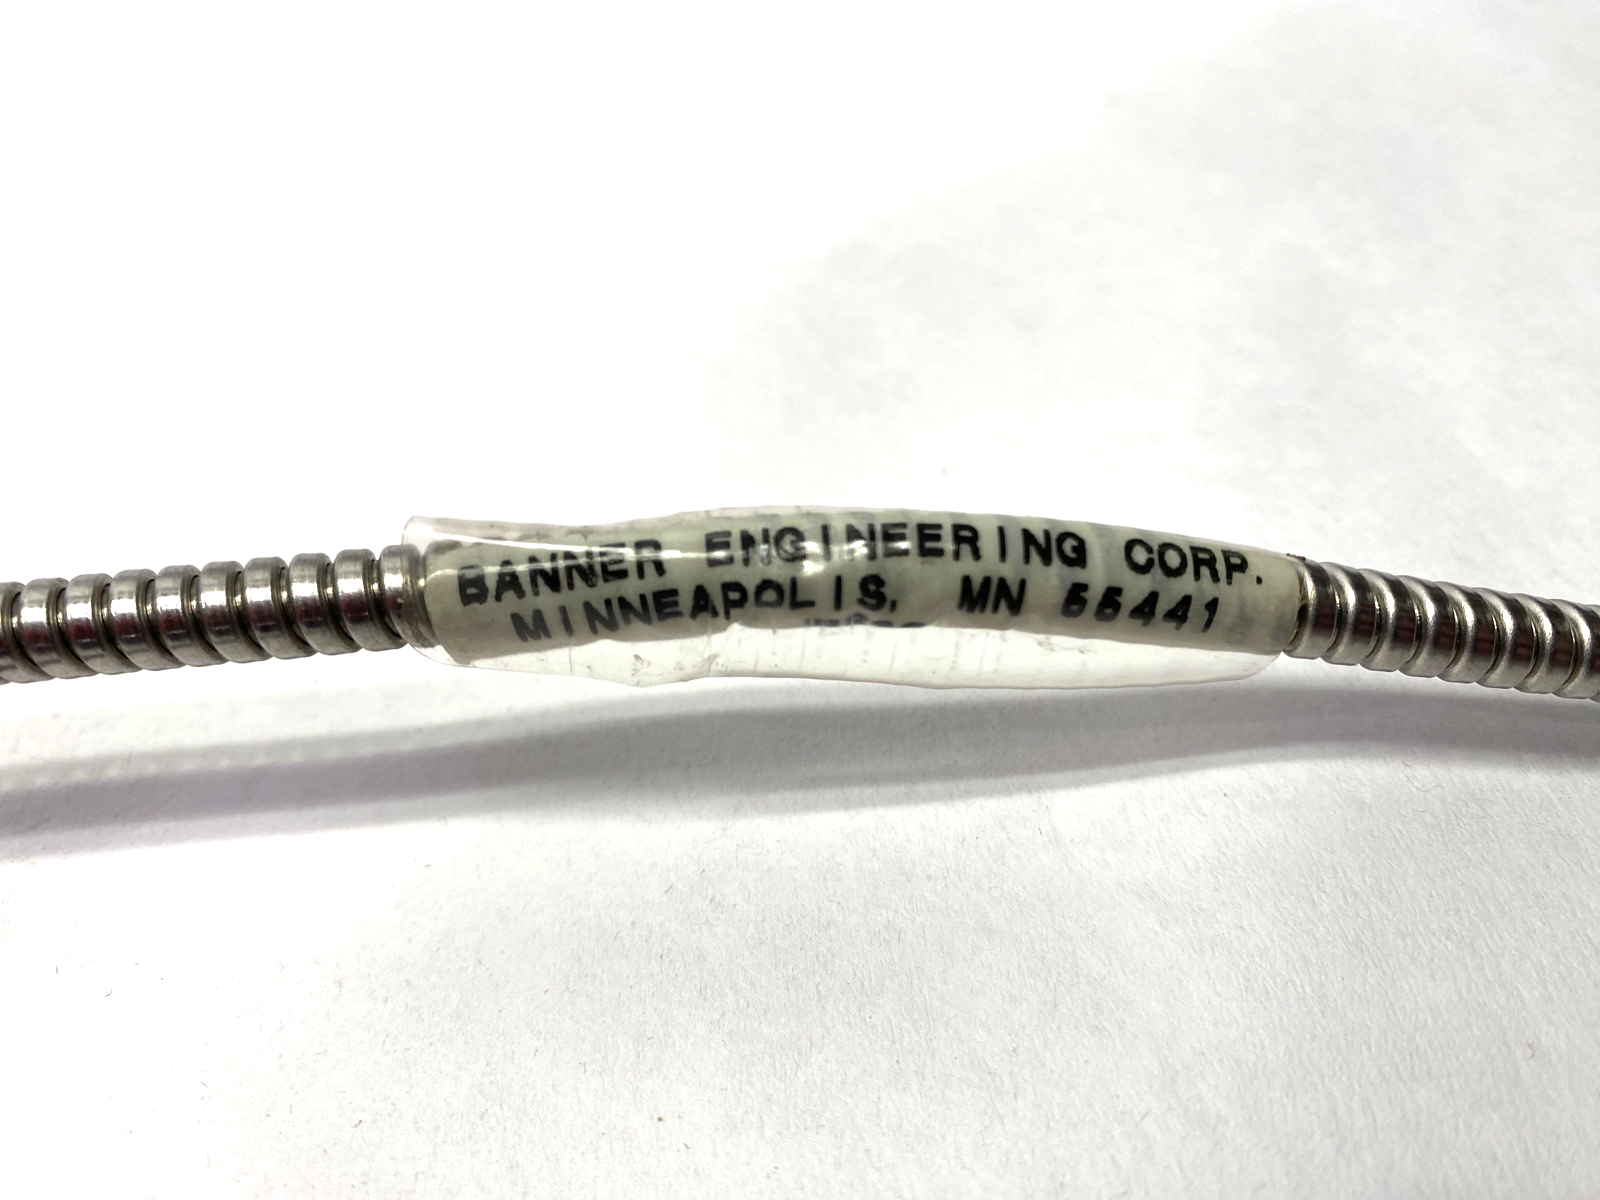 BANNER ENGINEERING CORP.
MINNEAPOLIS, MN 55441